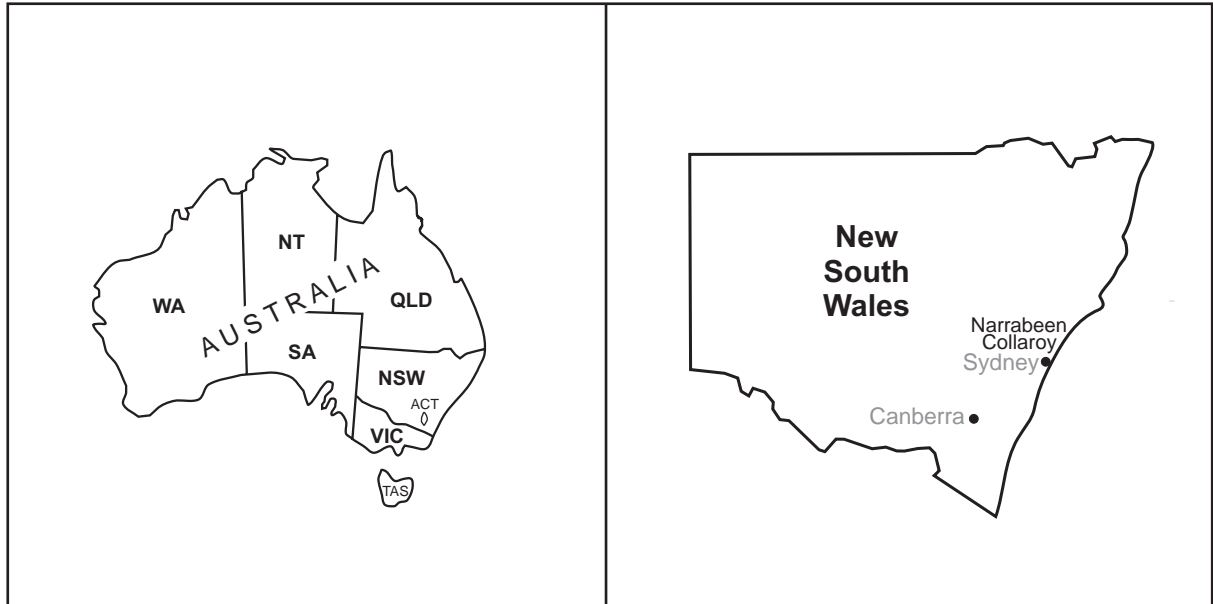 NT
WA
AUSTRALIA
QLD
SA
NSW
ACT
VIC
TAS
New
South
Wales
Narrabeen
Collaroy
Sydney
Canberra